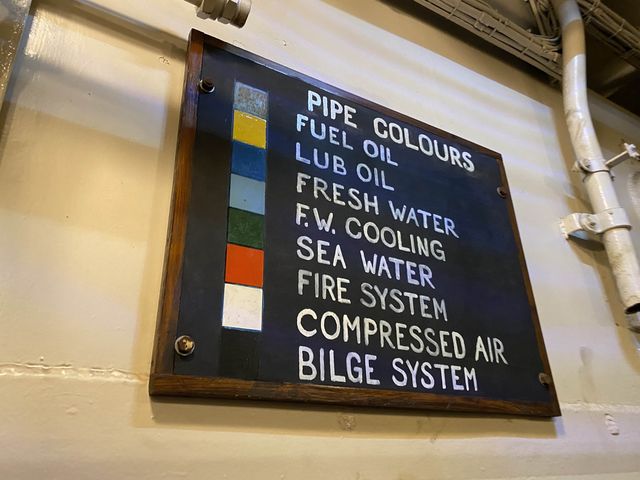 PIPE COLOURS
FUEL OIL
LUB OIL
FRESH WATER
F.W. COOLING
SEA WATER
FIRE SYSTEM
COMPRESSED AIR
BILGE SYSTEM